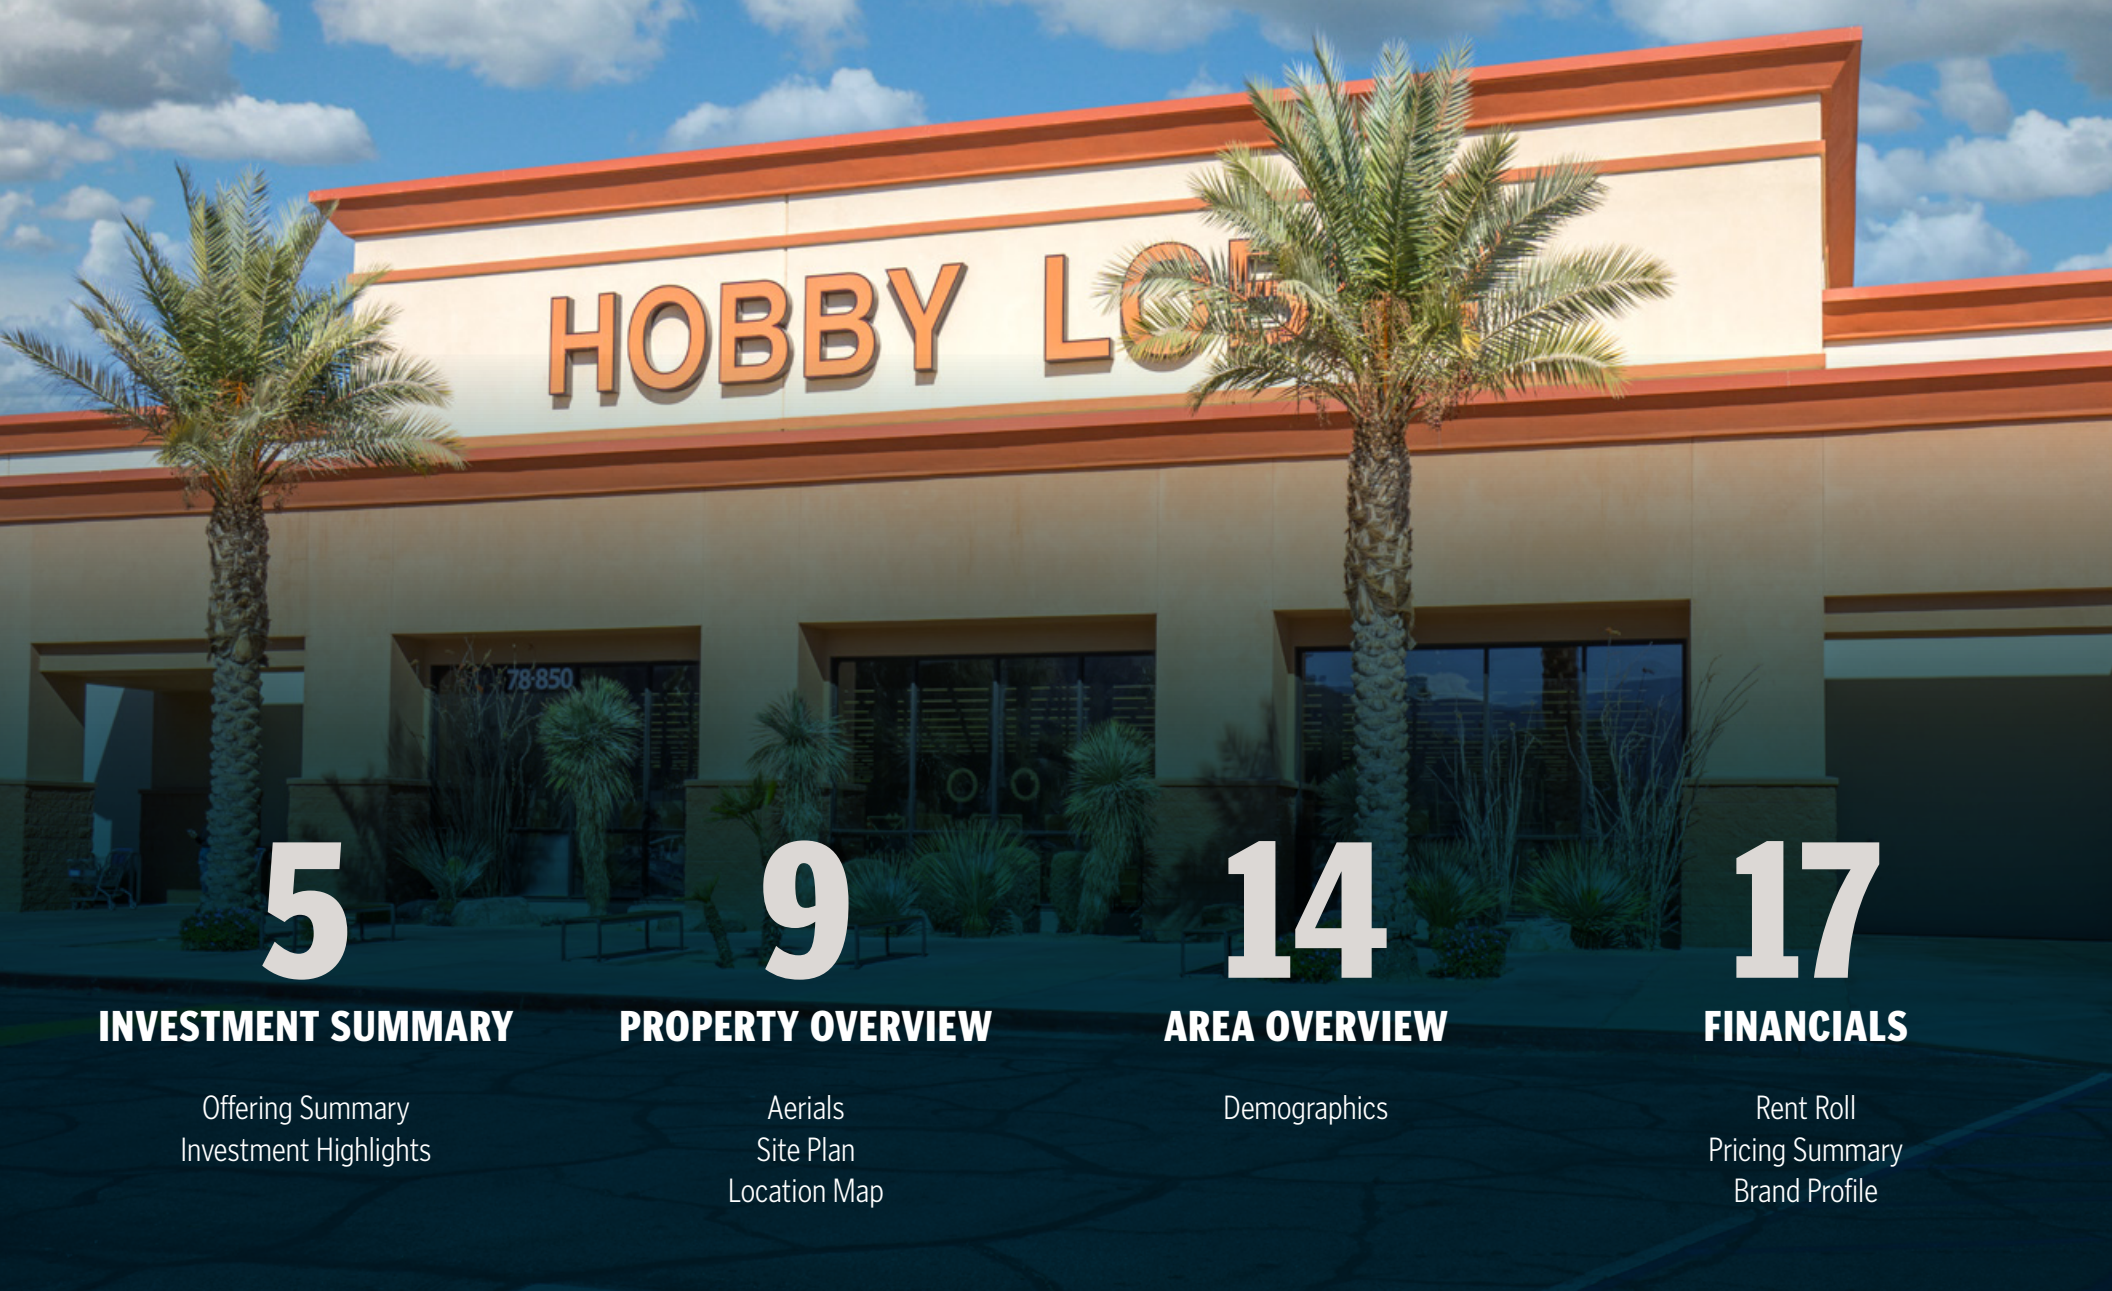 HOBBY
78-850
5
INVESTMENT SUMMARY
Offering Summary
Investment Highlights
9
PROPERTY OVERVIEW
Aerials
Site Plan
Location Map
14
AREA OVERVIEW
Demographics
17
FINANCIALS
Rent Roll
Pricing Summary
Brand Profile